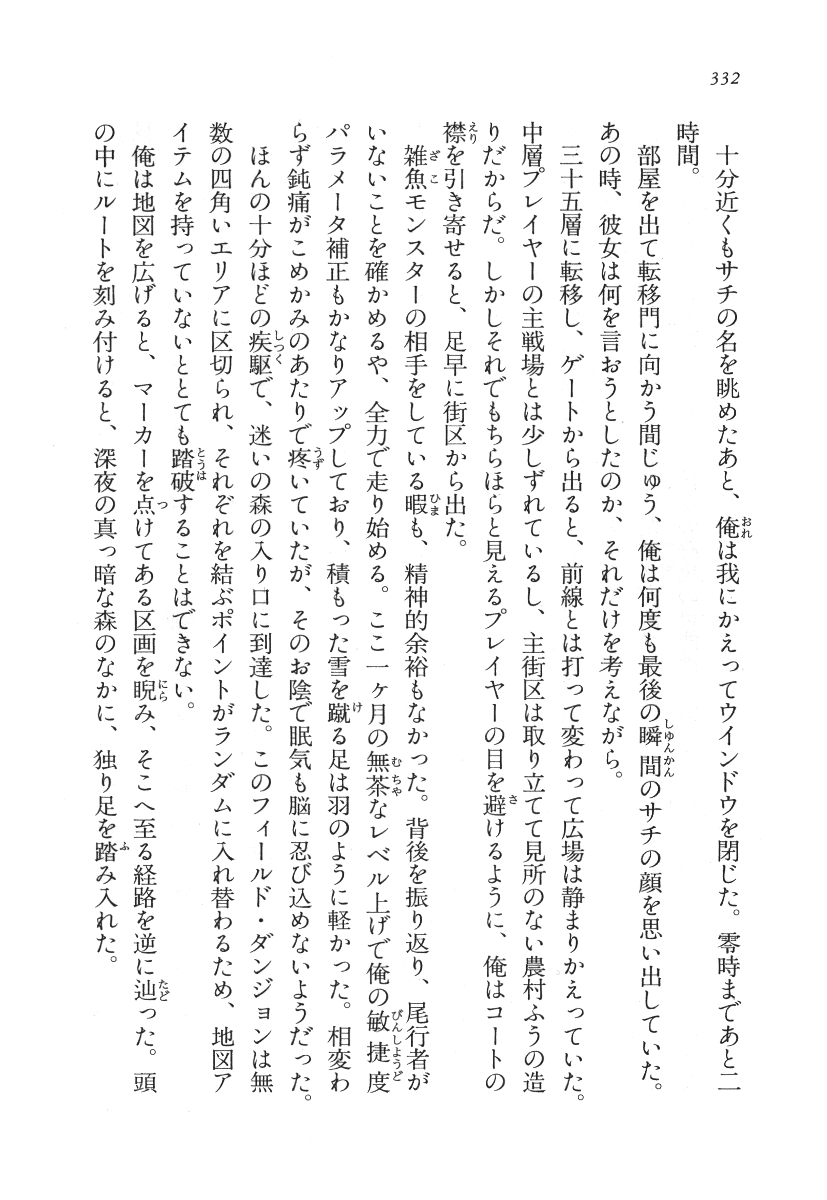 332
十分近くもサチの名を眺めたあと、俺は我にかえってウインドウを閉じた。零時まであと二
時間。
部屋を出て転移門に向かう間じゅう、俺は何度も最後の瞬間のサチの顔を思い出していた。
あの時、彼女は何を言おうとしたのか、それだけを考えながら。
三十五層に転移し、ゲートから出ると、前線とは打って変わって広場は静まりかえっていた。
中層プレイヤーの主戦場とは少しずれているし、主街区は取り立てて見所のない農村ふうの造
りだからだ。しかしそれでもちらほらと見えるプレイヤーの目を避けるように、俺はコートの
襟を引き寄せると、足早に街区から出た。
雑魚モンスターの相手をしている暇も、精神的余裕もなかった。背後を振り返り、尾行者が
いないことを確かめるや、全力で走り始める。ここ一ヶ月の無茶なレベル上げで俺の敏捷度
パラメータ補正もかなりアップしており、積もった雪を蹴る足は羽のように軽かった。相変わ
らず鈍痛がこめかみのあたりで疼いていたが、そのお陰で眠気も脳に忍び込めないようだった。
ほんの十分ほどの疾駆で、迷いの森の入り口に到達した。このフィールド・ダンジョンは無
数の四角いエリアに区切られ、それぞれを結ぶポイントがランダムに入れ替わるため、地図ア
イテムを持っていないととても踏破することはできない。
俺は地図を広げると、マーカーを点けてある区画を睨み、そこへ至る経路を逆に辿った。頭
の中にルートを刻み付けると、深夜の真っ暗な森のなかに、独り足を踏み入れた。